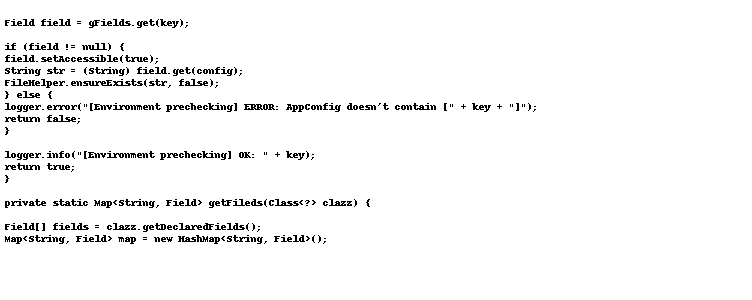 Field field = gFields.get(key);
if (field != null) {
field.setAccessible(true);
String str = (String) field.get(config);
FileHelper.ensureExists(str, false);
} else {
logger.error("[Environment prechecking] ERROR: AppConfig doesn't contain [" + key + "]");
return false;
}
logger.info("[Environment prechecking] OK: " + key);
return true;
}
private static Map<String, Field> getFileds(Class<?> clazz) {
Field[] fields = clazz.getDeclaredFields();
Map<String, Field> map = new HashMap<String, Field>();